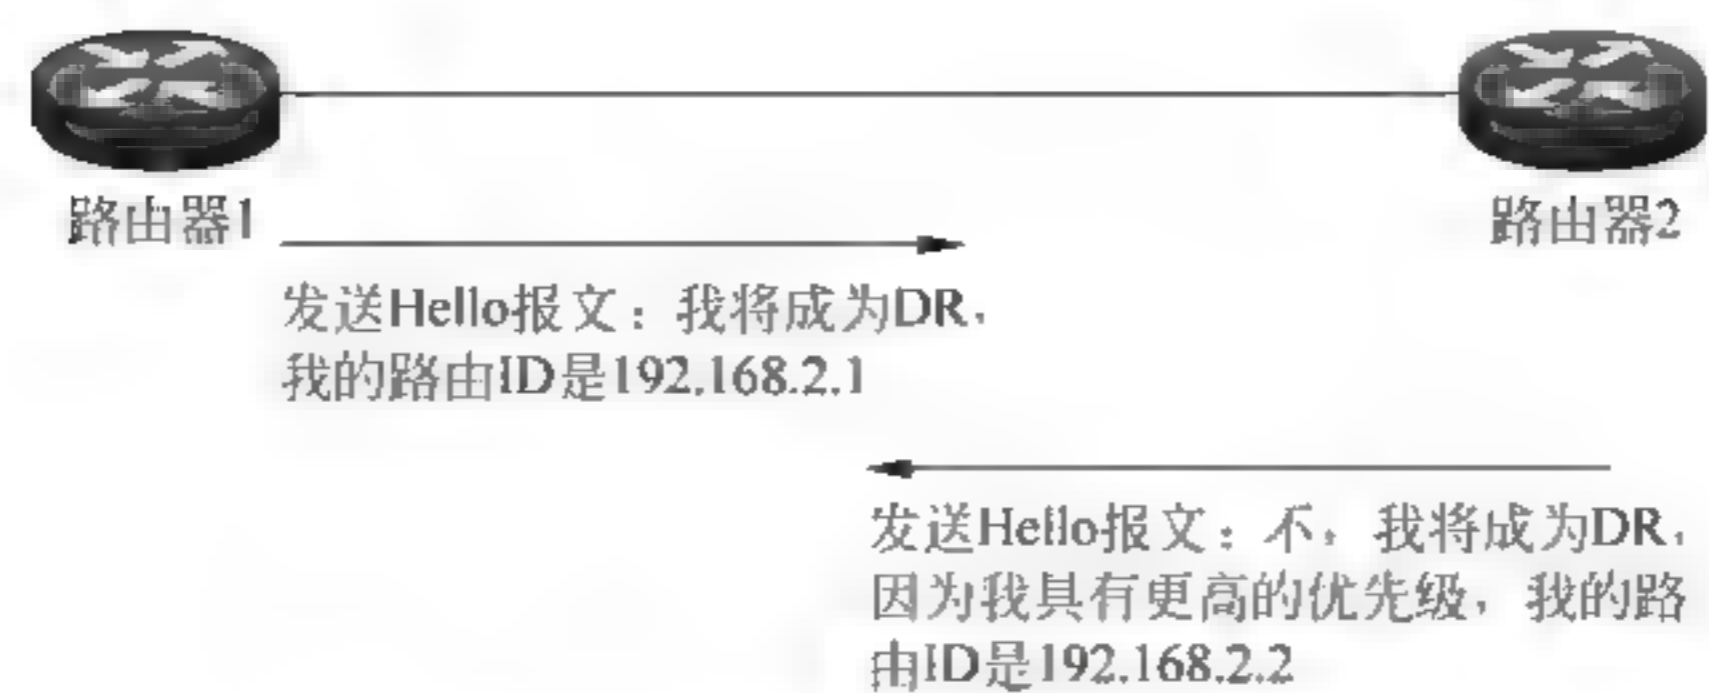 路由器1
路由器2
发送Hello报文：我将成为DR，
我的路由ID是192.168.2.1
发送Hello报文：不，我将成为DR，
因为我具有更高的优先级，我的路
由ID是192.168.2.2